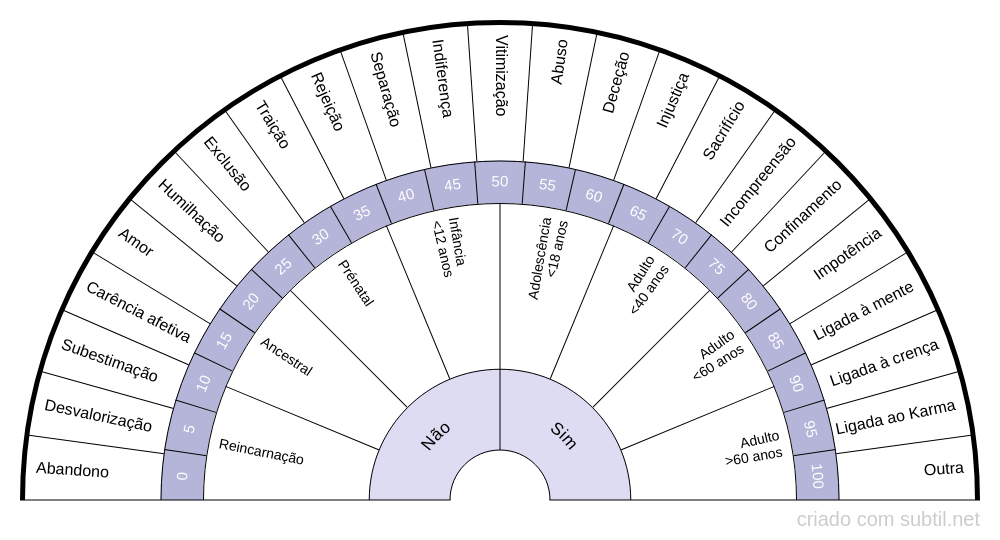 Abandono
Desvalorização
Subestimação
Carência afetiva
Amor
Humilhação
Exclusão
Traição
Rejeição
Separação
Indiferença
Vitimização
Abuso
Deceção
Injustiça
Sacrifício
Incompreensão
Confinamento
Impotência
Ligada à mente
Ligada à crença
Ligada ao Karma
Outra
0
5
10
15
20
25
30
35
40
45
50
55
60
65
70
75
80
85
90
95
100
Reincarnação
Ancestral
Prénatal
Infância
<12 anos
Adolescência
<18 anos
Adulto
<40 anos
Adulto
<60 anos
Adulto
>60 anos
Não
Sim
criado com subtil.net